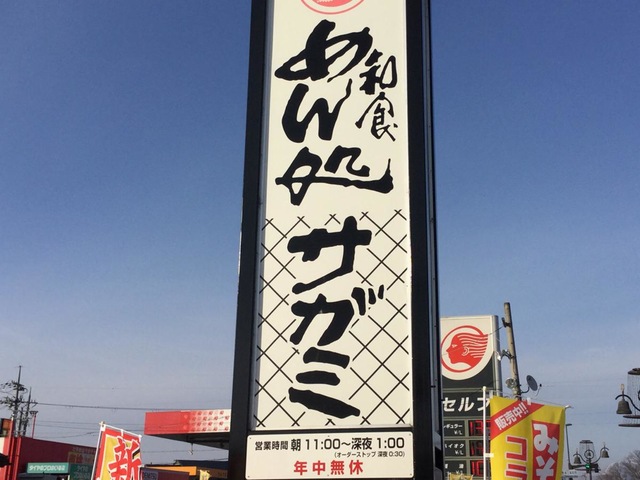 和食
めん処
サガミ
営業時間 朝 11:00～深夜 1:00
(オーダーストップ 深夜 0:30)
年中無休
セルフ
販売中!!
新